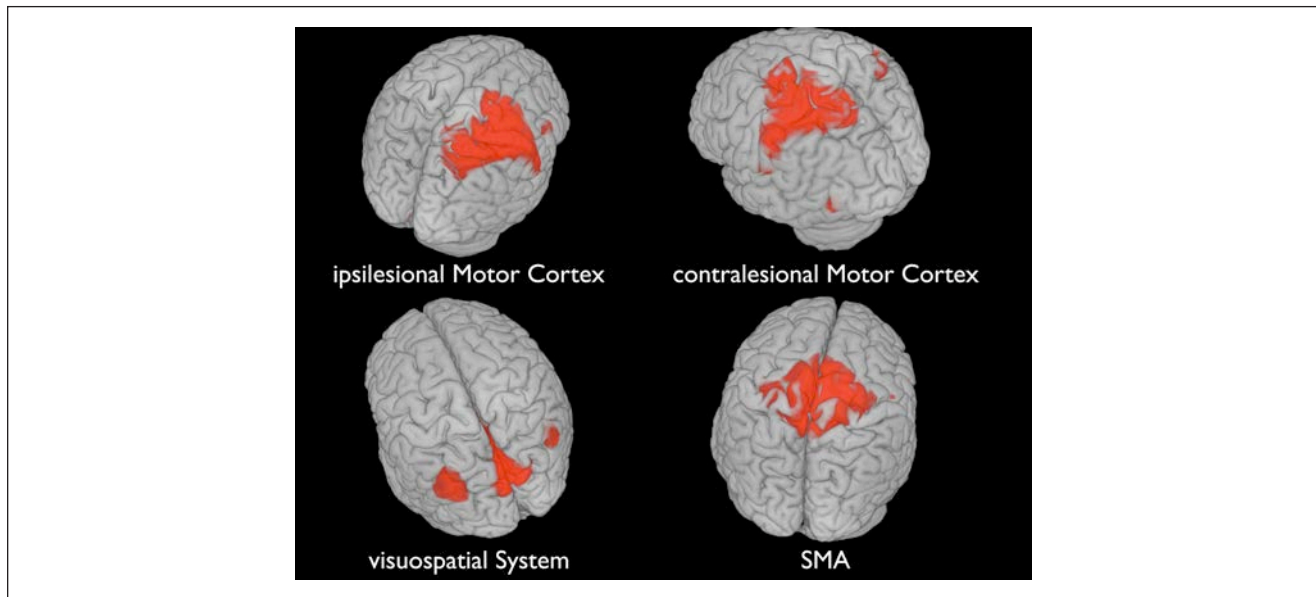 ipsilesional Motor Cortex
contralesional Motor Cortex
visuospatial System
SMA